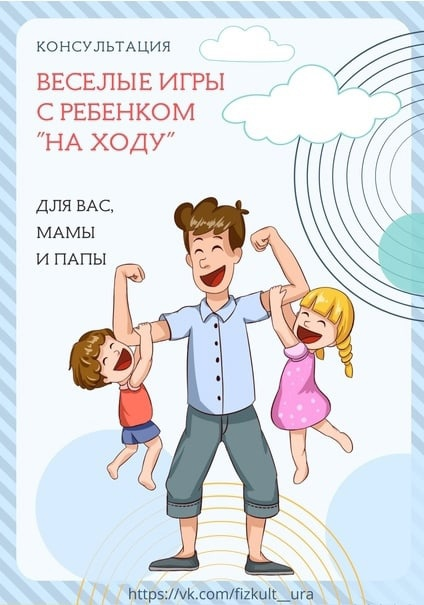 КОНСУЛЬТАЦИЯ
ВЕСЕЛЫЕ ИГРЫ
С РЕБЕНКОМ
"НА ХОДУ"
ДЛЯ ВАС,
МАМЫ
И ПАПЫ
https://vk.com/fizkult__ura